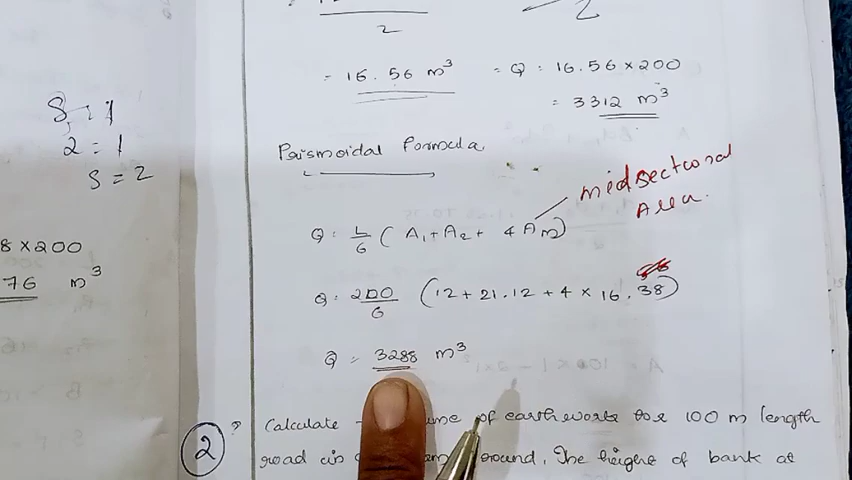 S : 1
2 = 1
S = 2
8 × 200
76 m³
2
2
= 16.56 m³ = Q = 16.56 × 200
= 3312 m³
Prismoidal formula
midsectional
Area.
Q = L/6 ( A₁ + A₂ + 4Am)
Q = 200/6 (12 + 21.12 + 4 × 16.38)
Q = 3288 m³
2 ? Calculate of earthwork for 100 m length
road in ground. The height of bank at